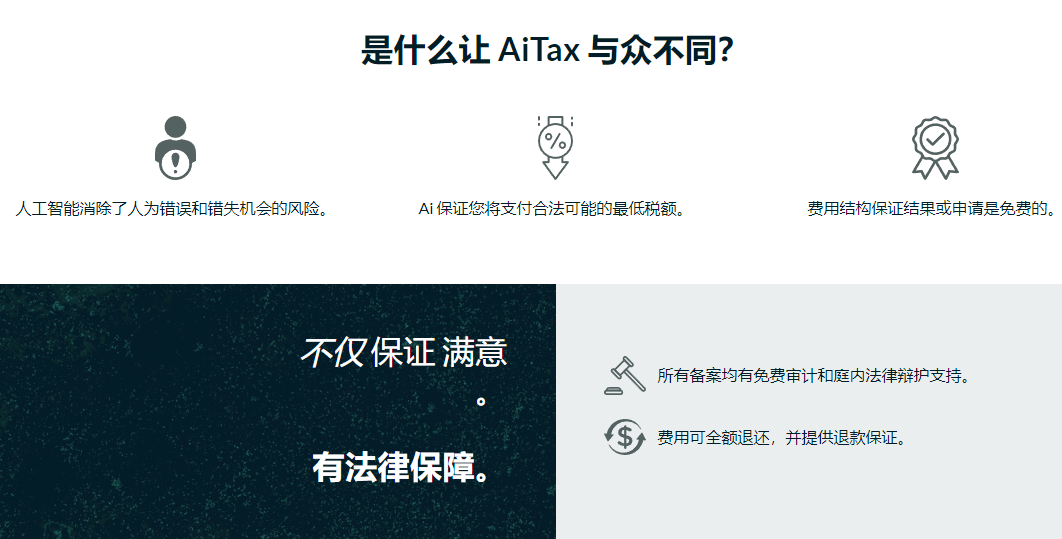 是什么让 AiTax 与众不同?
人工智能消除了人为错误和错失机会的风险。
Ai 保证您将支付合法可能的最低税额。
费用结构保证结果或申请是免费的。
不仅 保证 满意
。
有法律保障。
所有备案均有免费审计和庭内法律辩护支持。
费用可全额退还，并提供退款保证。